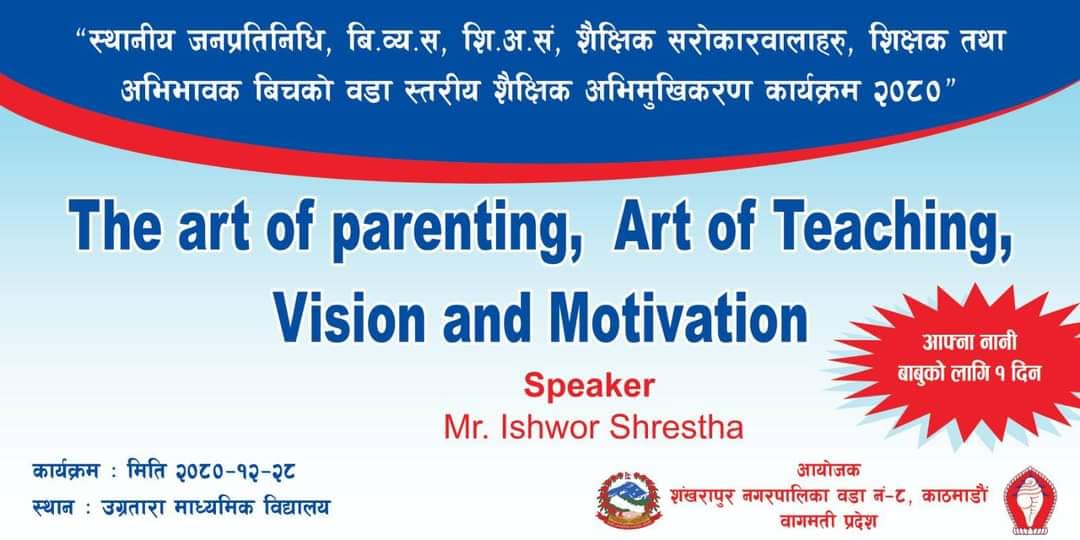 “स्थानीय जनप्रतिनिधि, बि.व्य.स, शि.अ.सं, शैक्षिक सरोकारवालाहरु, शिक्षक तथा
अभिभावक बिचको वडा स्तरीय शैक्षिक अभिमुखिकरण कार्यक्रम २०८०”
The art of parenting, Art of Teaching,
Vision and Motivation
आफ्ना नानी
बाबुको लागि १ दिन
Speaker
Mr. Ishwor Shrestha
कार्यक्रम : मिति २०८०-१२-२८
स्थान : उग्रतारा माध्यमिक विद्यालय
आयोजक
शंखरापुर नगरपालिका वडा नं-८, काठमाडौं
वागमती प्रदेश